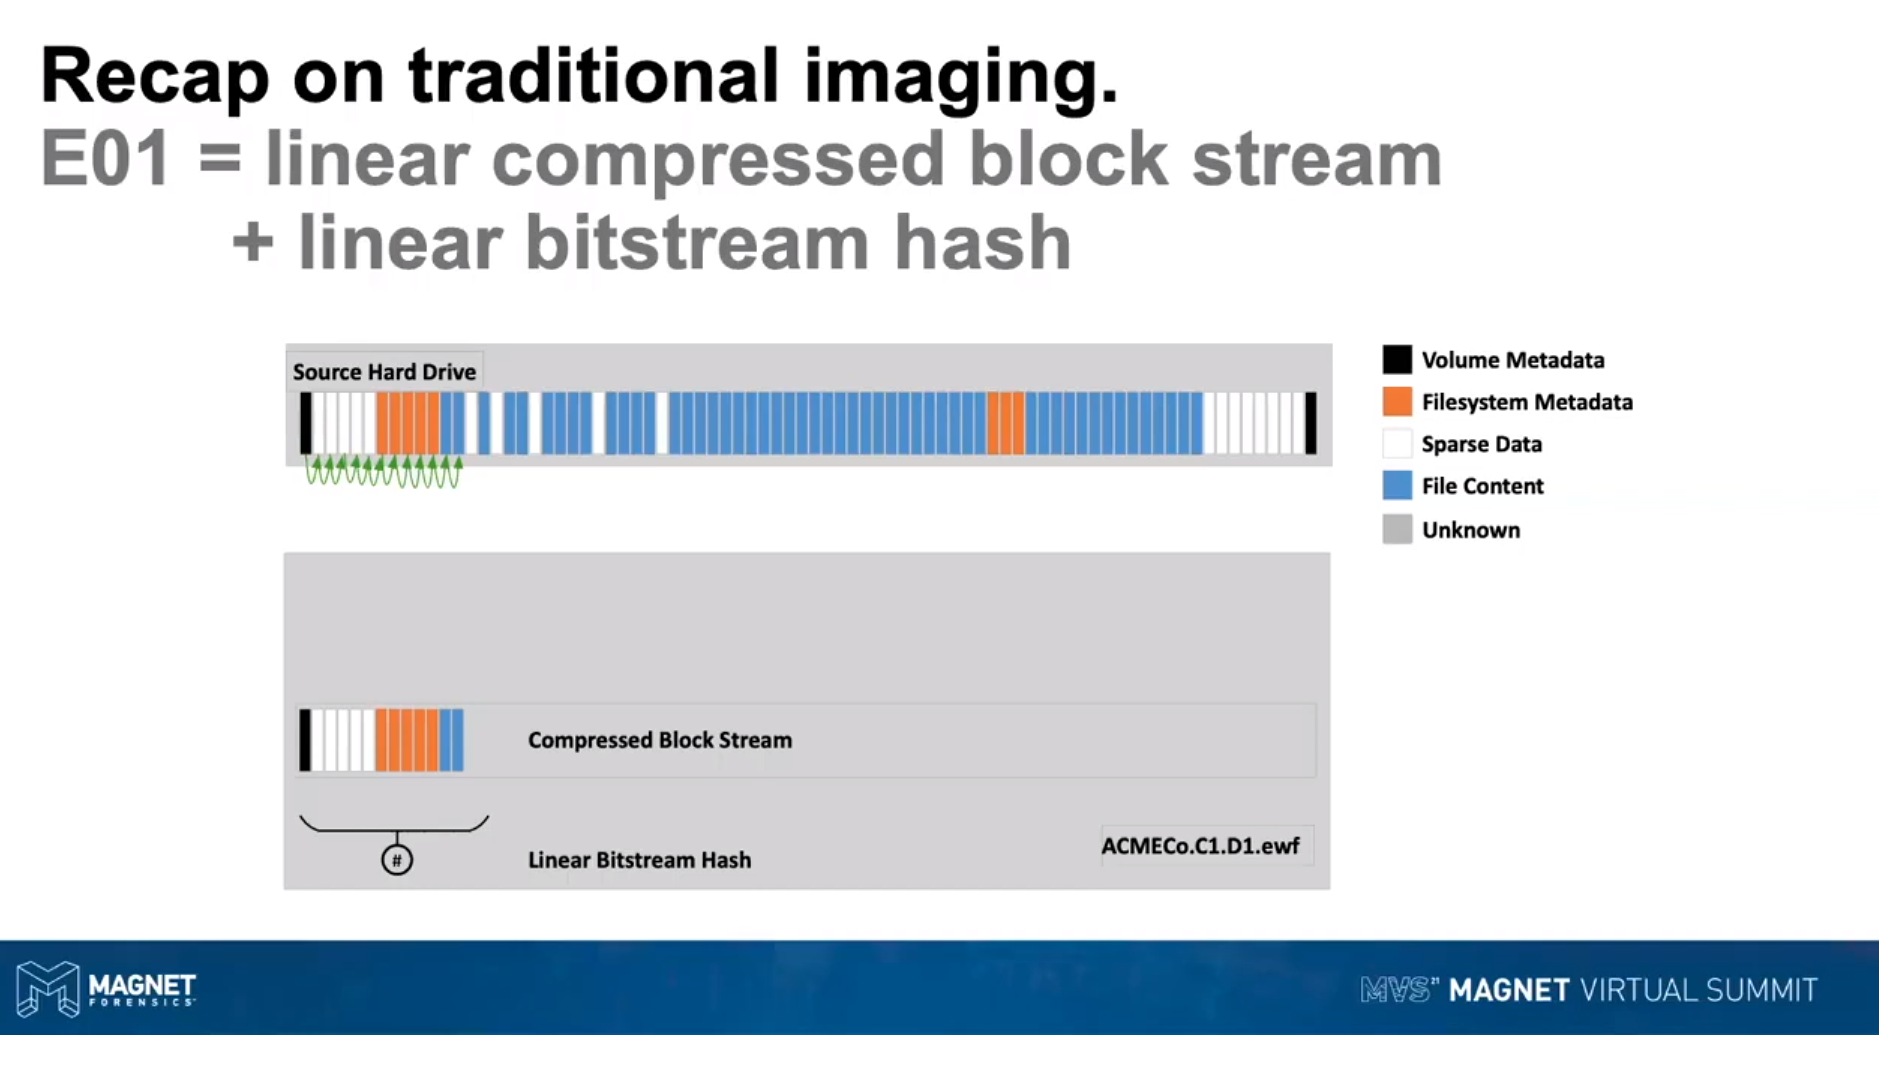 Recap on traditional imaging.
E01 = linear compressed block stream
+ linear bitstream hash
Source Hard Drive
Volume Metadata
Filesystem Metadata
Sparse Data
File Content
Unknown
Compressed Block Stream
#
Linear Bitstream Hash
ACMECo.C1.D1.ewf
MAGNET
FORENSICS
MVS21 MAGNET VIRTUAL SUMMIT